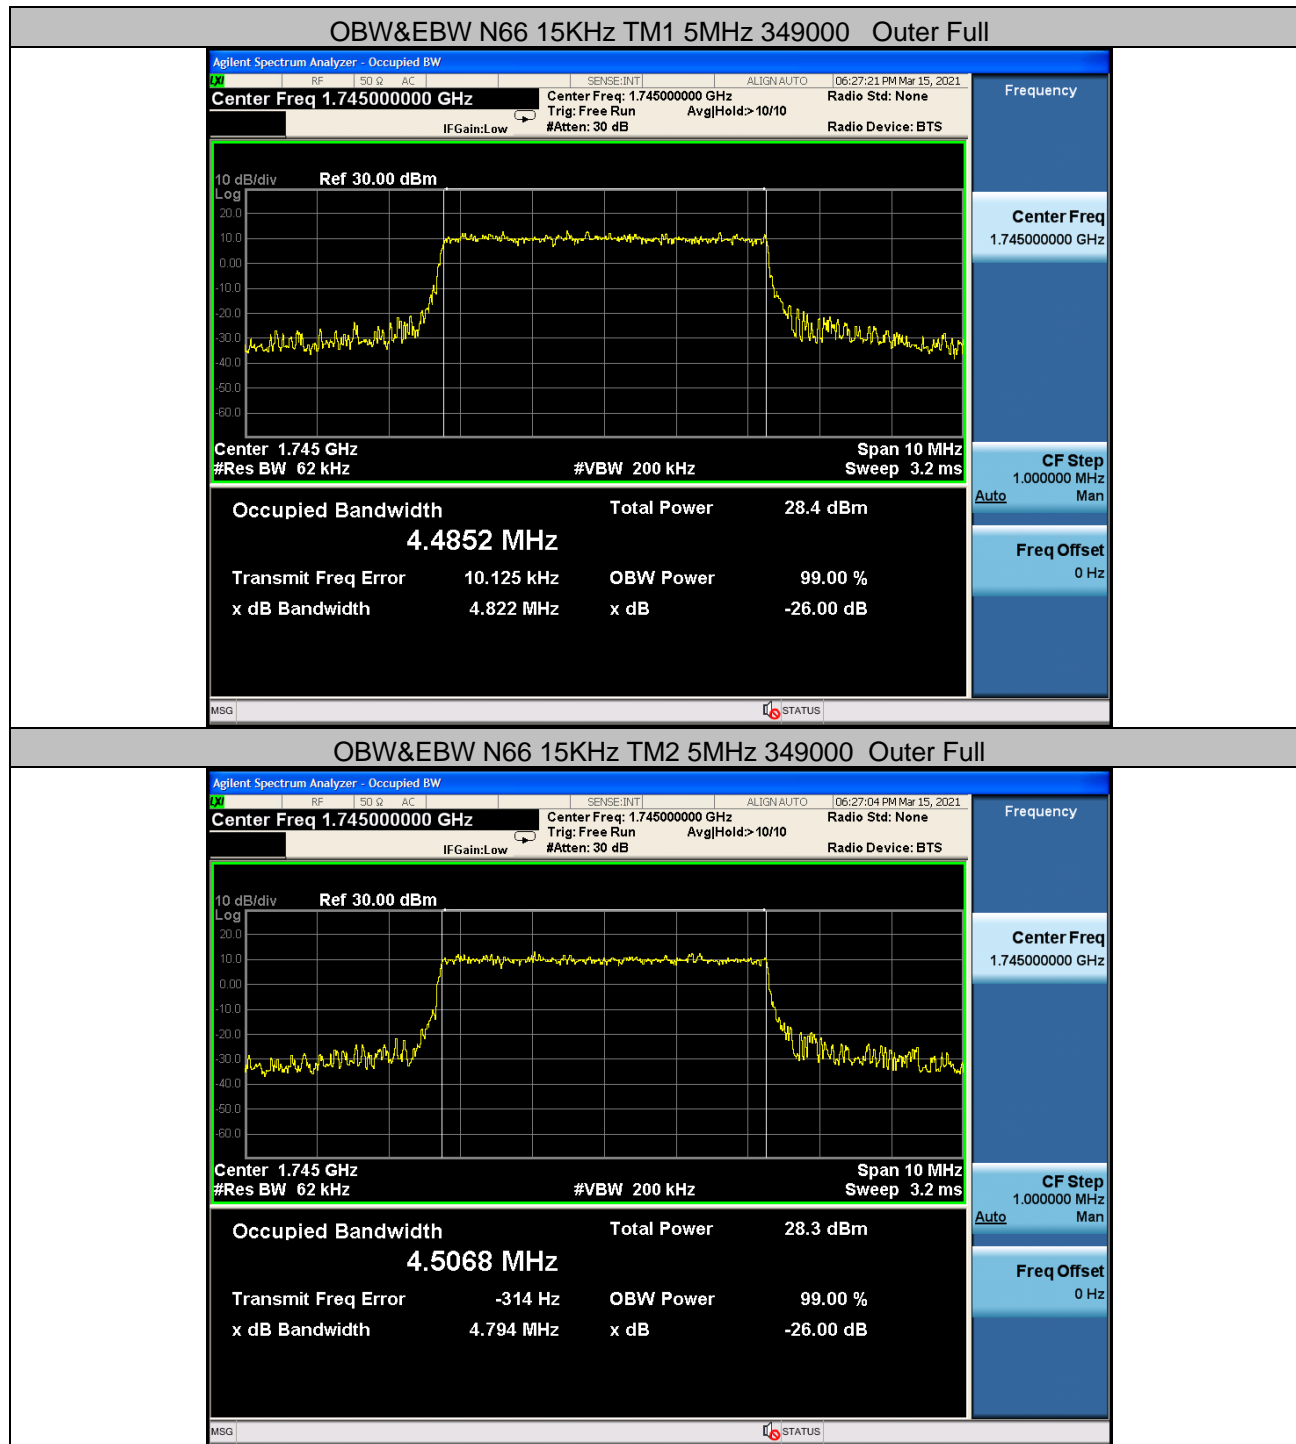 OBW&EBW N66 15KHz TM1 5MHz 349000 Outer Full
Agilent Spectrum Analyzer - Occupied BW
LXI RF 50 Ω AC SENSE:INT ALIGN AUTO 06:27:21 PM Mar 15, 2021
Center Freq 1.745000000 GHz Center Freq: 1.745000000 GHz Radio Std: None Frequency
Trig: Free Run Avg|Hold:> 10/10
IFGain:Low #Atten: 30 dB Radio Device: BTS
10 dB/div Ref 30.00 dBm
Log
20.0
10.0
0.00
-10.0
-20.0
-30.0
-40.0
-50.0
-60.0
Center Freq
1.745000000 GHz
Center 1.745 GHz Span 10 MHz
#Res BW 62 kHz #VBW 200 kHz Sweep 3.2 ms
CF Step
1.000000 MHz
Auto Man
Occupied Bandwidth Total Power 28.4 dBm
4.4852 MHz
Freq Offset
0 Hz
Transmit Freq Error 10.125 kHz OBW Power 99.00 %
x dB Bandwidth 4.822 MHz x dB -26.00 dB
MSG STATUS
OBW&EBW N66 15KHz TM2 5MHz 349000 Outer Full
Agilent Spectrum Analyzer - Occupied BW
LXI RF 50 Ω AC SENSE:INT ALIGN AUTO 06:27:04 PM Mar 15, 2021
Center Freq 1.745000000 GHz Center Freq: 1.745000000 GHz Radio Std: None Frequency
Trig: Free Run Avg|Hold:> 10/10
IFGain:Low #Atten: 30 dB Radio Device: BTS
10 dB/div Ref 30.00 dBm
Log
20.0
10.0
0.00
-10.0
-20.0
-30.0
-40.0
-50.0
-60.0
Center Freq
1.745000000 GHz
Center 1.745 GHz Span 10 MHz
#Res BW 62 kHz #VBW 200 kHz Sweep 3.2 ms
CF Step
1.000000 MHz
Auto Man
Occupied Bandwidth Total Power 28.3 dBm
4.5068 MHz
Freq Offset
0 Hz
Transmit Freq Error -314 Hz OBW Power 99.00 %
x dB Bandwidth 4.794 MHz x dB -26.00 dB
MSG STATUS